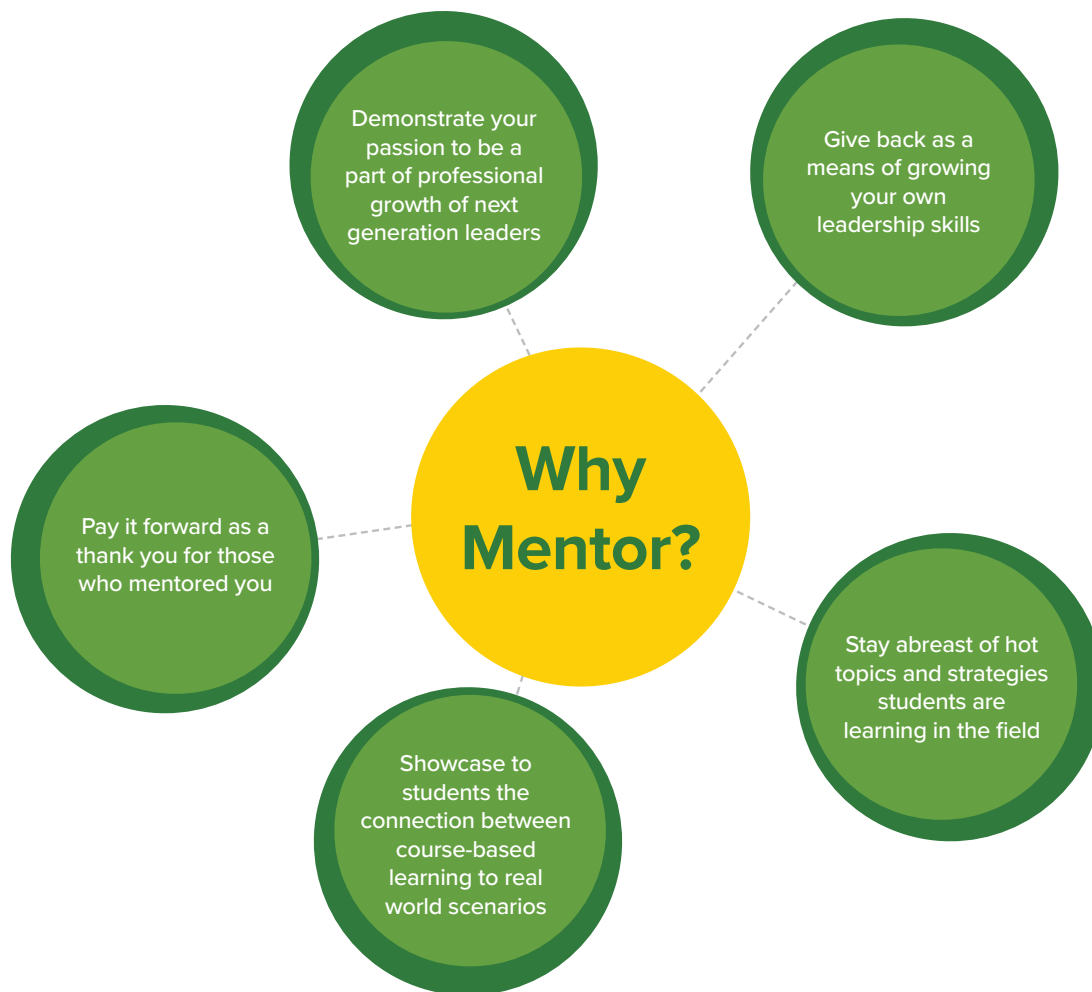 Demonstrate your
passion to be a
part of professional
growth of next
generation leaders
Give back as a
means of growing
your own
leadership skills
Why
Mentor?
Pay it forward as a
thank you for those
who mentored you
Stay abreast of hot
topics and strategies
students are
learning in the field
Showcase to
students the
connection between
course-based
learning to real
world scenarios